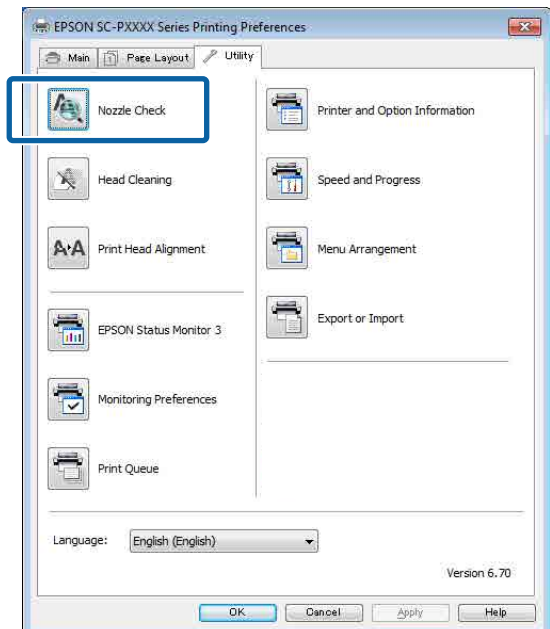 EPSON SC-PXXXX Series Printing Preferences
Main
Page Layout
Utility
Nozzle Check
Printer and Option Information
Head Cleaning
Speed and Progress
Print Head Alignment
Menu Arrangement
EPSON Status Monitor 3
Export or Import
Monitoring Preferences
Print Queue
Language: English (English)
Version 6.70
OK Cancel Apply Help